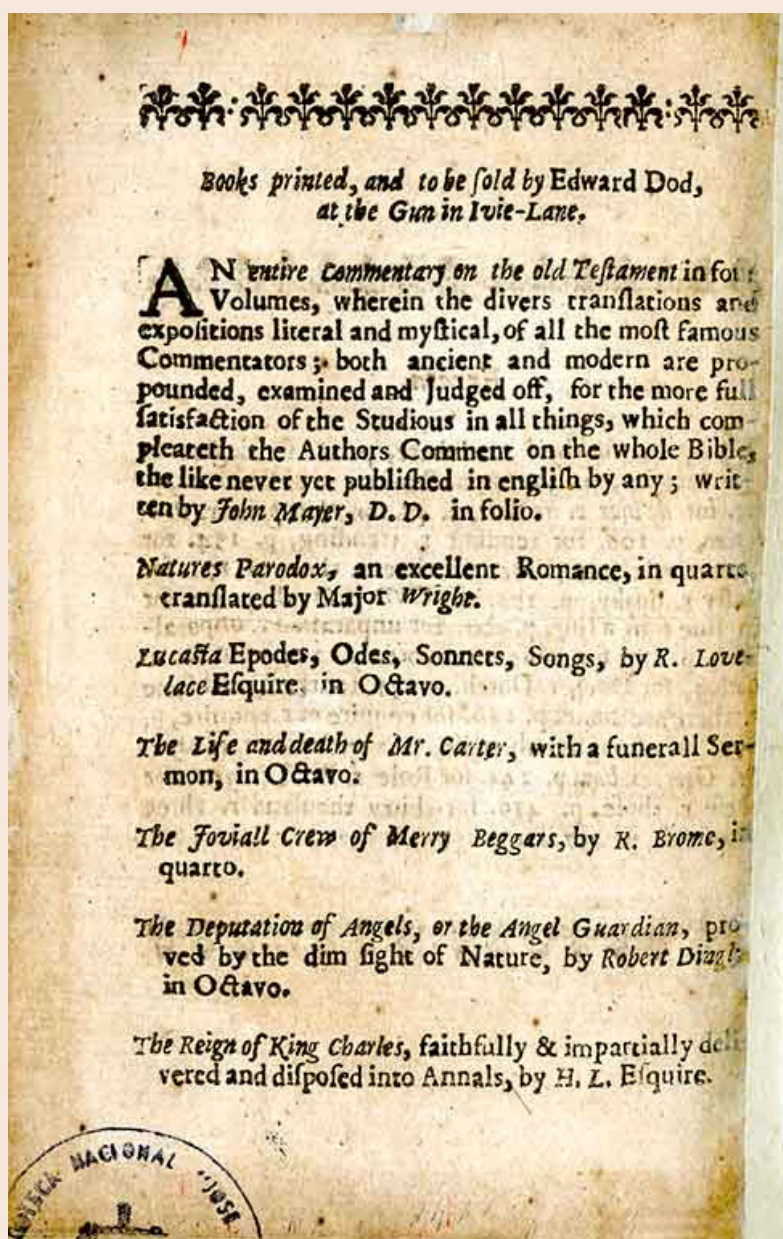 Books printed, and to be ſold by Edward Dod,
at the Gun in Ivie-Lane.
AN entire Commentary on the old Teſtament in
Volumes, wherein the divers tranſlations and
expoſitions literal and myſtical, of all the moſt famous
Commentators; both ancient and modern are pro-
pounded, examined and Judged off, for the more full
ſatisfaction of the Studious in all things, which com-
pleateth the Authors Comment on the whole Bible,
the like never yet publiſhed in engliſh by any; writ-
ten by John Mayer, D. D. in folio.
Natures Parodox, an excellent Romance, in quarto
tranſlated by Major Wright.
Lucaſta Epodes, Odes, Sonnets, Songs, by R. Love-
lace Eſquire. in Octavo.
The Life and death of Mr. Carter, with a funerall Ser-
mon, in Octavo.
The Joviall Crew of Merry Beggars, by R. Brome, in
quarto.
The Deputation of Angels, or the Angel Guardian, pro-
ved by the dim ſight of Nature, by Robert
in Octavo.
The Reign of King Charles, faithfully & impartially deli-
vered and diſpoſed into Annals, by H. L. Eſquire.
NACIONAL "JOSE